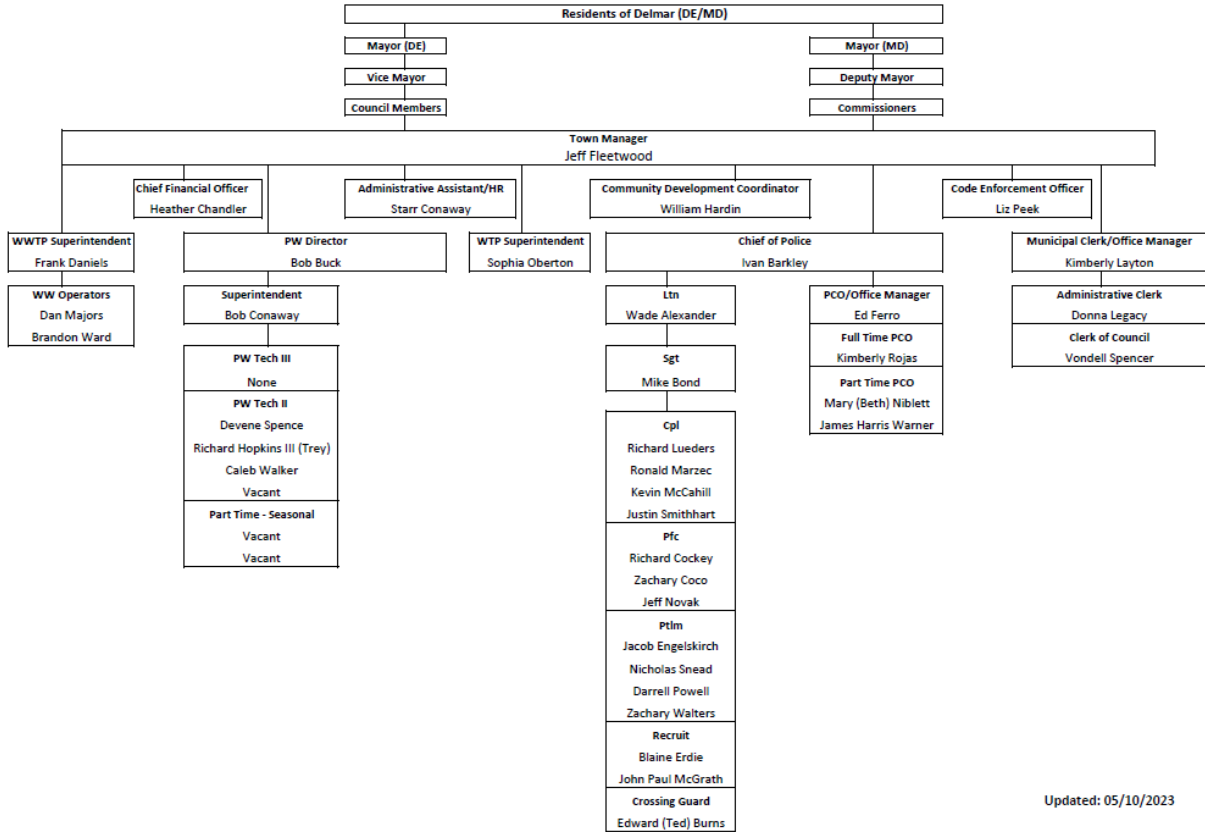 Residents of Delmar (DE/MD)
Mayor (DE)
Mayor (MD)
Vice Mayor
Deputy Mayor
Council Members
Commissioners
Town Manager
Jeff Fleetwood
Chief Financial Officer
Heather Chandler
Administrative Assistant/HR
Starr Conaway
Community Development Coordinator
William Hardin
Code Enforcement Officer
Liz Peek
WWTP Superintendent
Frank Daniels
PW Director
Bob Buck
WTP Superintendent
Sophia Oberton
Chief of Police
Ivan Barkley
Municipal Clerk/Office Manager
Kimberly Layton
WW Operators
Dan Majors
Brandon Ward
Superintendent
Bob Conaway
PW Tech III
None
PW Tech II
Devene Spence
Richard Hopkins III (Trey)
Caleb Walker
Vacant
Part Time - Seasonal
Vacant
Vacant
Ltn
Wade Alexander
Sgt
Mike Bond
Cpl
Richard Lueders
Ronald Marzec
Kevin McCahill
Justin Smithhart
Pfc
Richard Cockey
Zachary Coco
Jeff Novak
Ptlm
Jacob Engelskirch
Nicholas Snead
Darrell Powell
Zachary Walters
Recruit
Blaine Erdie
John Paul McGrath
Crossing Guard
Edward (Ted) Burns
PCO/Office Manager
Ed Ferro
Full Time PCO
Kimberly Rojas
Part Time PCO
Mary (Beth) Niblett
James Harris Warner
Administrative Clerk
Donna Legacy
Clerk of Council
Vondell Spencer
Updated: 05/10/2023